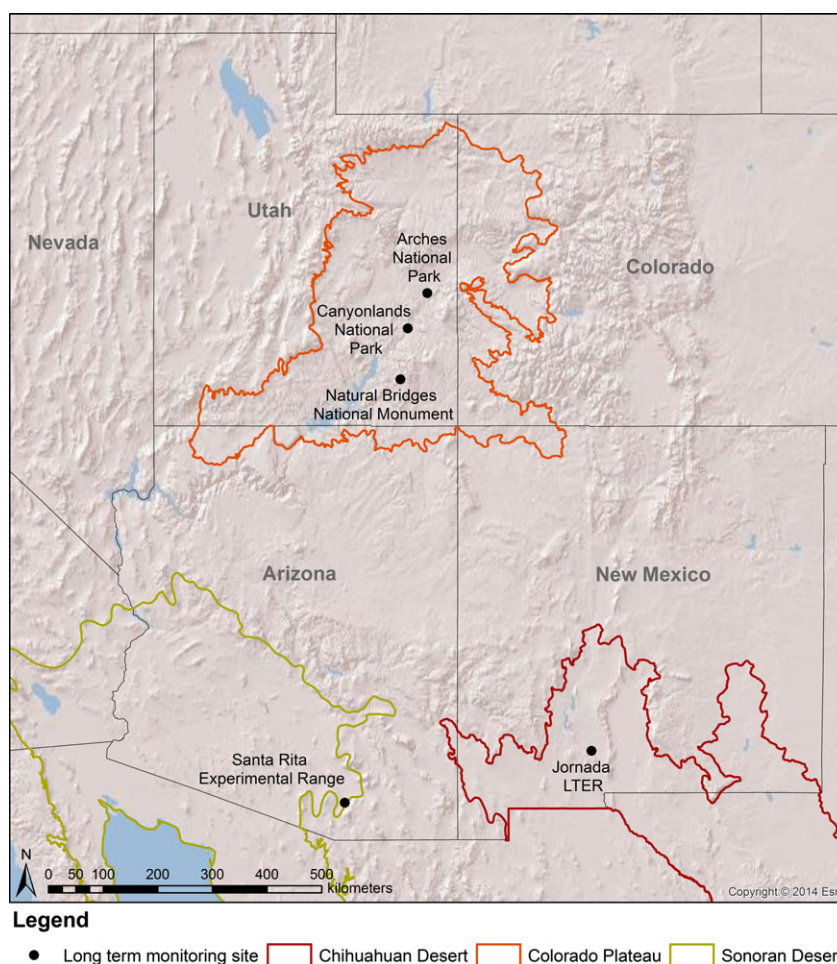 Utah
Nevada
Arches
National
Park
Colorado
Canyonlands
National
Park
Natural Bridges
National Monument
Arizona
New Mexico
Santa Rita
Experimental Range
Jornada
LTER
N
0 50 100 200 300 400 500
kilometers
Copyright:© 2014 Esr
Legend
Long term monitoring site Chihuahuan Desert Colorado Plateau Sonoran Deser